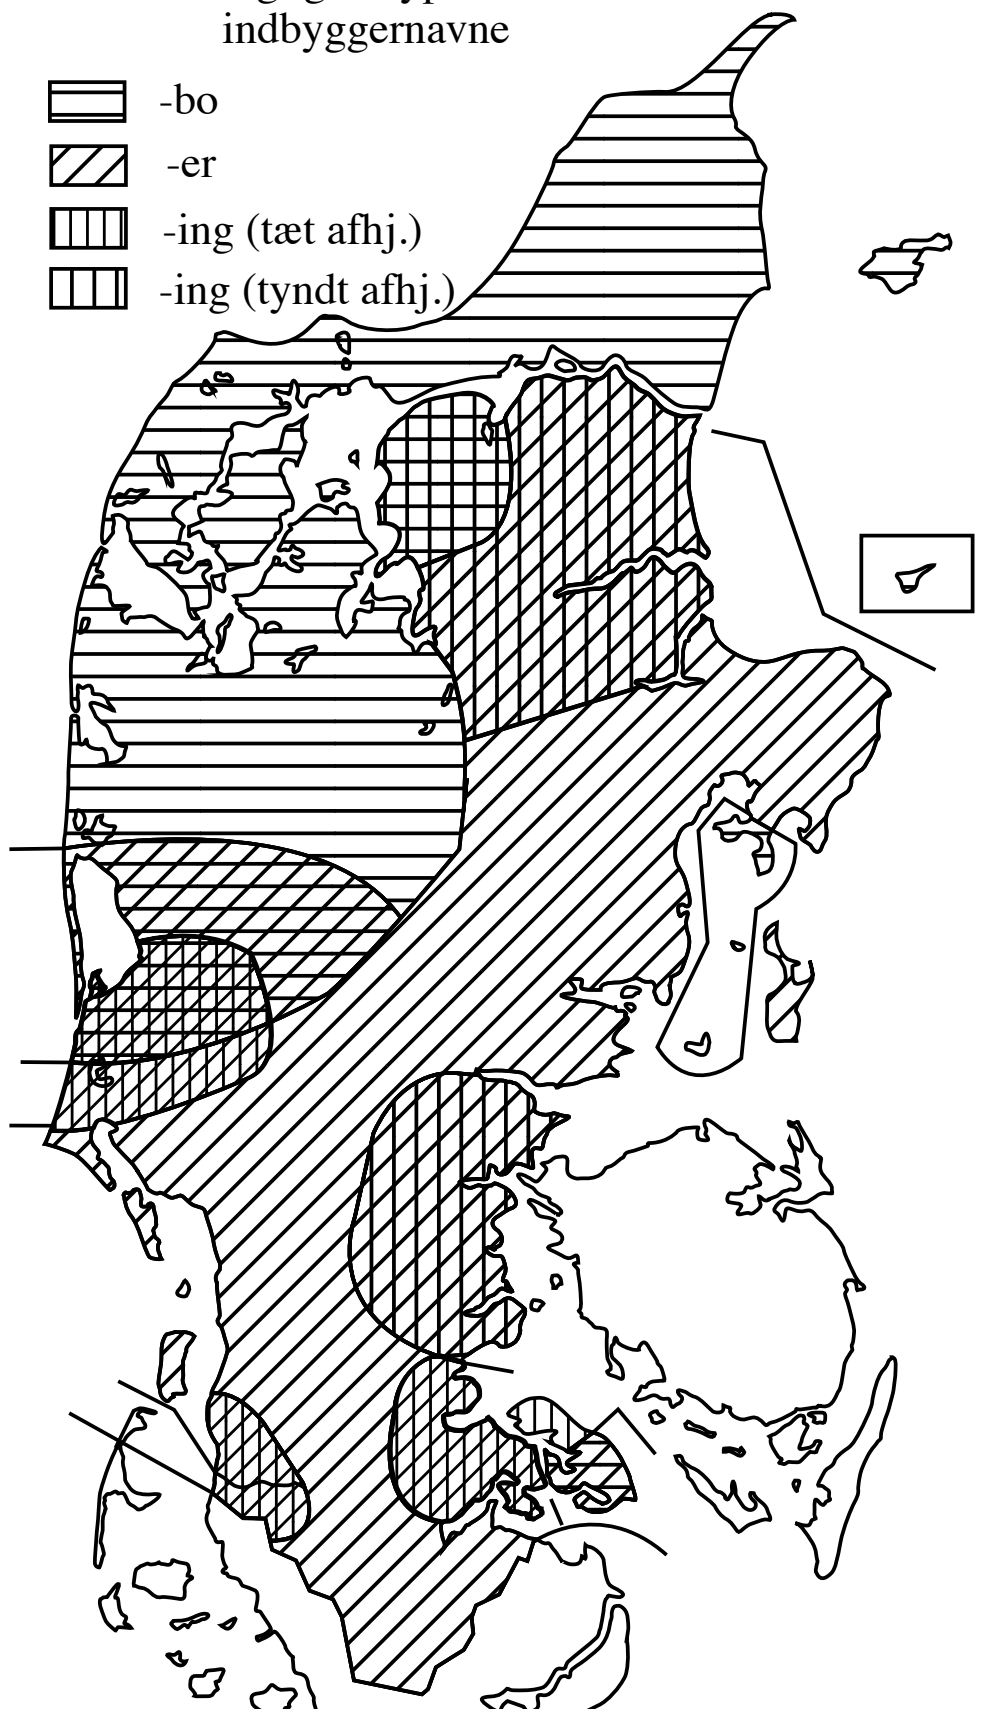 indbyggernavne
-bo
-er
-ing (tæt afhj.)
-ing (tyndt afhj.)